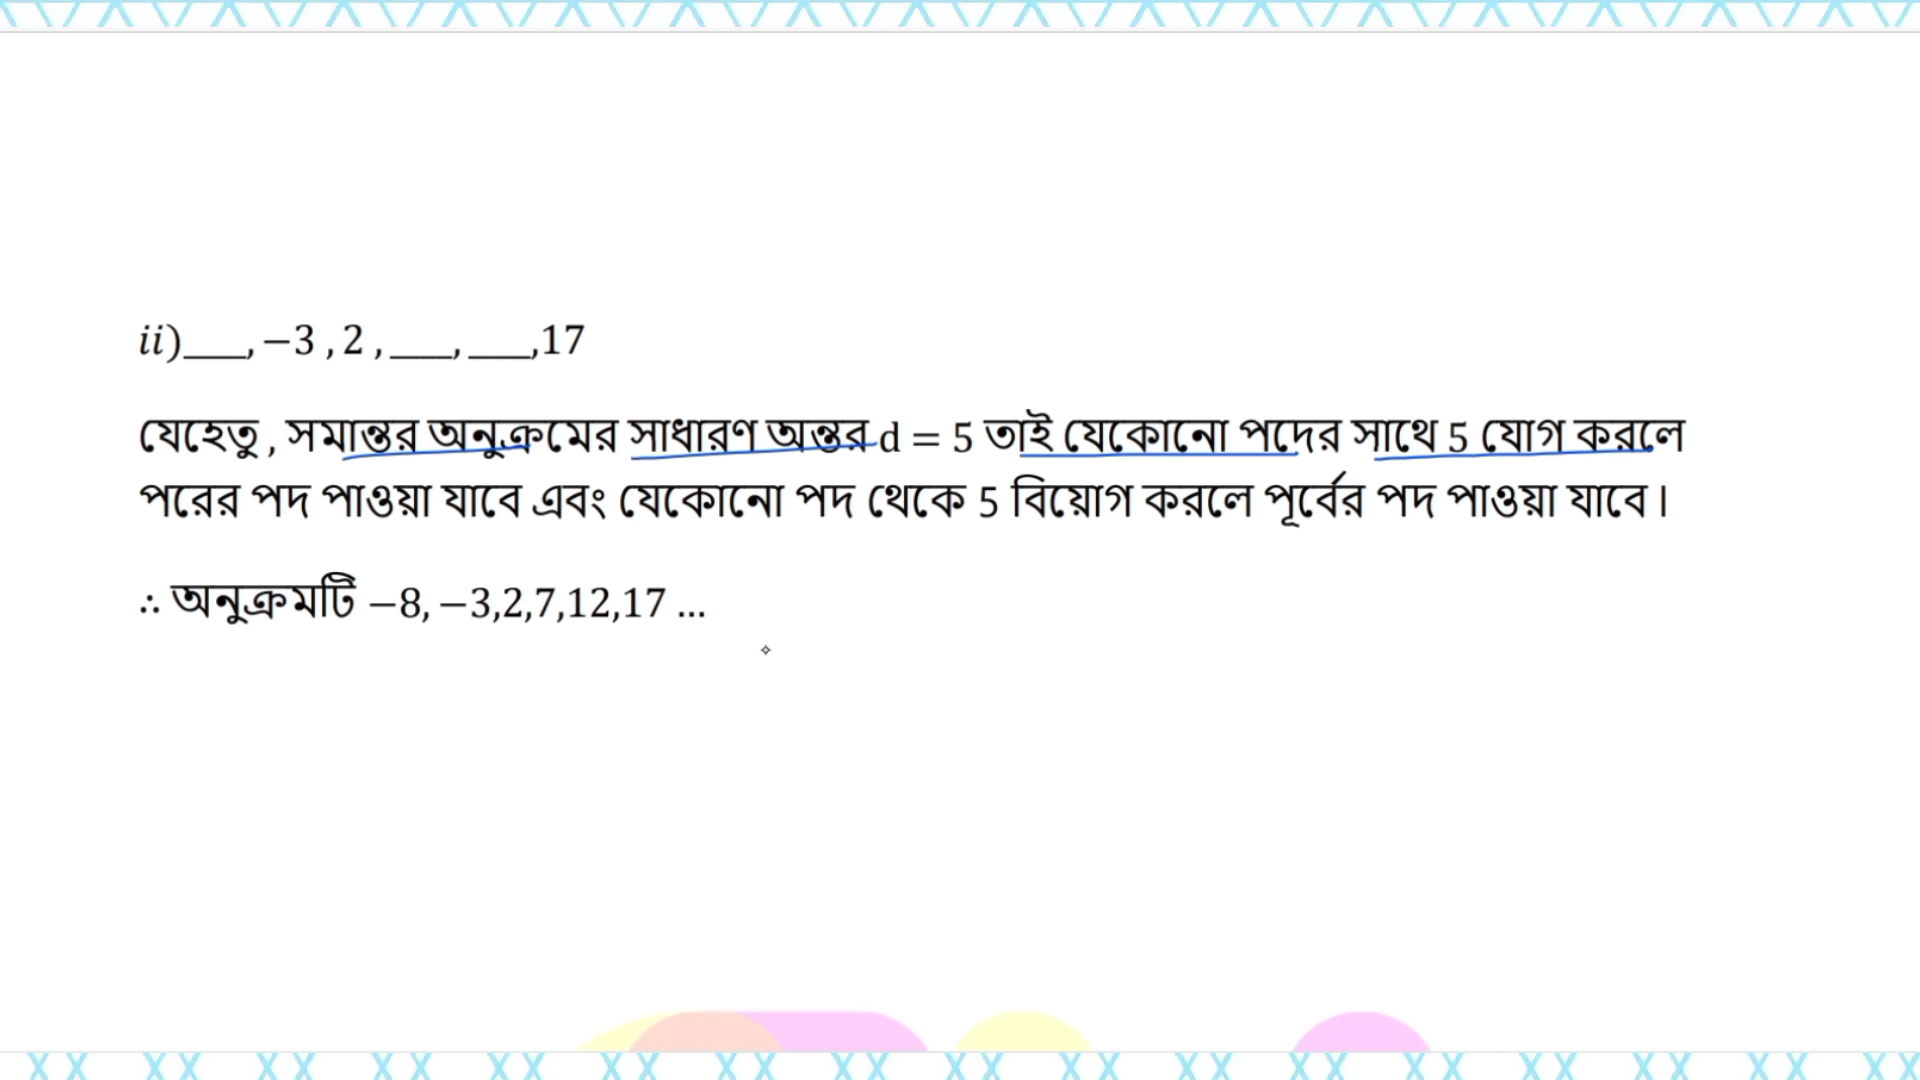 ii)___, −3 , 2 , ___, ___,17
যেহেতু , সমান্তর অনুক্রমের সাধারণ অন্তর d = 5 তাই যেকোনো পদের সাথে 5 যোগ করলে
পরের পদ পাওয়া যাবে এবং যেকোনো পদ থেকে 5 বিয়োগ করলে পূর্বের পদ পাওয়া যাবে।
∴ অনুক্রমটি −8, −3,2,7,12,17 ...